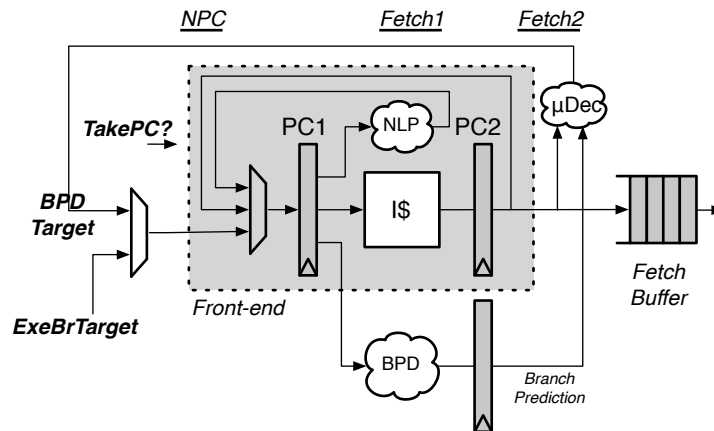 NPC
Fetch1
Fetch2
μDec
TakePC?
PC1
NLP
PC2
BPD
Target
I$
Fetch
Buffer
Front-end
ExeBrTarget
BPD
Branch
Prediction